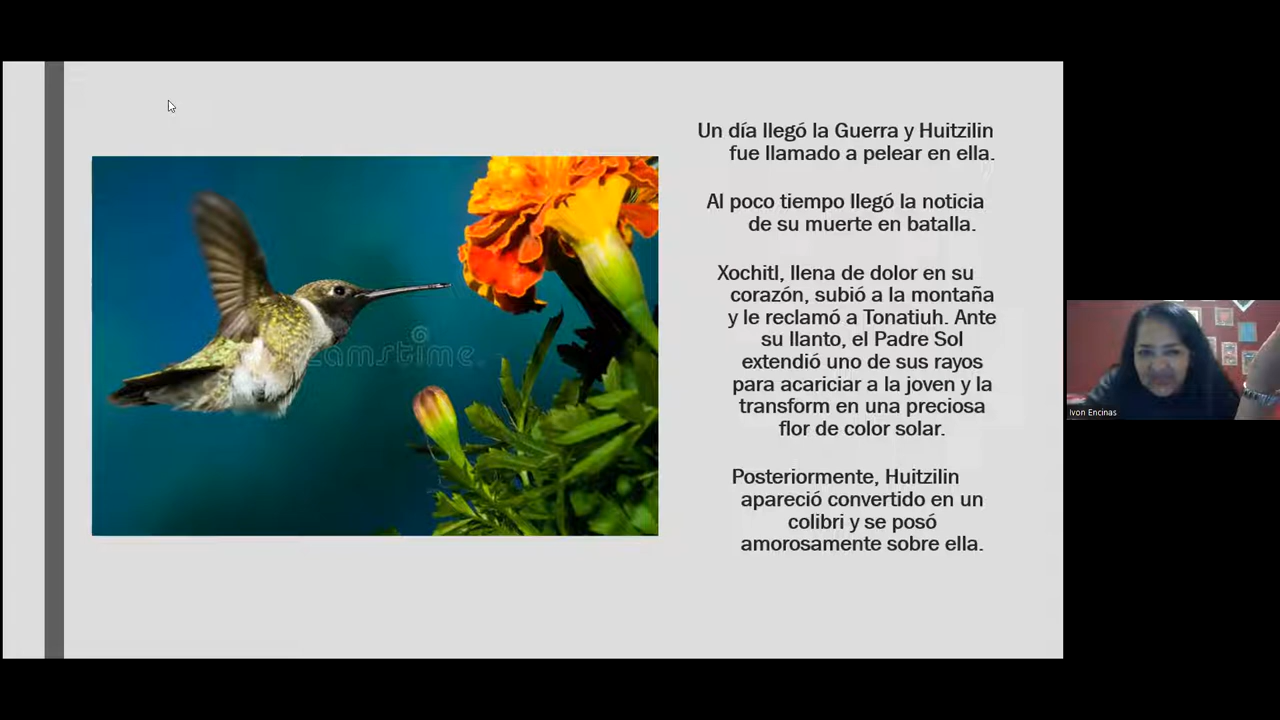 Un día llegó la Guerra y Huitzilin
fue llamado a pelear en ella.
Al poco tiempo llegó la noticia
de su muerte en batalla.
Xochitl, llena de dolor en su
corazón, subió a la montaña
y le reclamó a Tonatiuh. Ante
su llanto, el Padre Sol
extendió uno de sus rayos
para acariciar a la joven y la
transform en una preciosa
flor de color solar.
Posteriormente, Huitzilin
apareció convertido en un
colibri y se posó
amorosamente sobre ella.
dreamstime.
Ivon Encinas